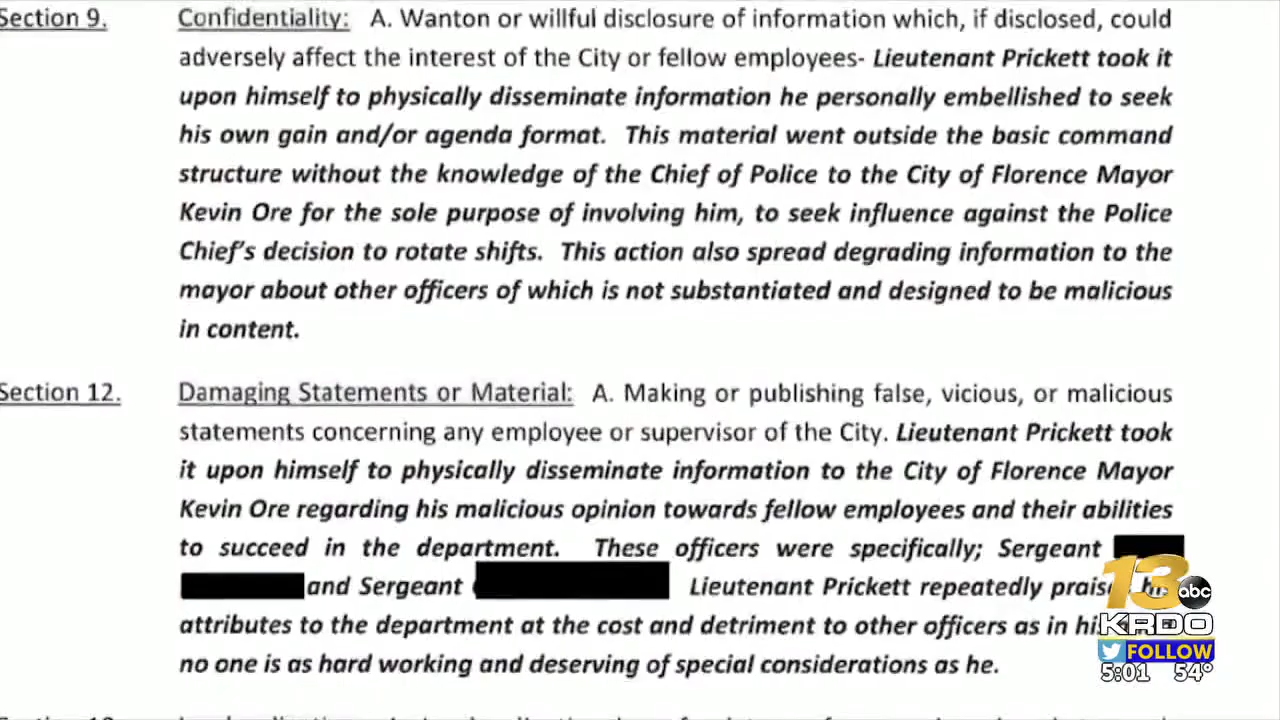 Section 9. Confidentiality: A. Wanton or willful disclosure of information which, if disclosed, could
adversely affect the interest of the City or fellow employees- Lieutenant Prickett took it
upon himself to physically disseminate information he personally embellished to seek
his own gain and/or agenda format. This material went outside the basic command
structure without the knowledge of the Chief of Police to the City of Florence Mayor
Kevin Ore for the sole purpose of involving him, to seek influence against the Police
Chief's decision to rotate shifts. This action also spread degrading information to the
mayor about other officers of which is not substantiated and designed to be malicious
in content.
Section 12. Damaging Statements or Material: A. Making or publishing false, vicious, or malicious
statements concerning any employee or supervisor of the City. Lieutenant Prickett took
it upon himself to physically disseminate information to the City of Florence Mayor
Kevin Ore regarding his malicious opinion towards fellow employees and their abilities
to succeed in the department. These officers were specifically; Sergeant
and Sergeant Lieutenant Prickett repeatedly
attributes to the department at the cost and detriment to other officers as in
no one is as hard working and deserving of special considerations as he.
13 abc
KRDO
FOLLOW
5:01 54°